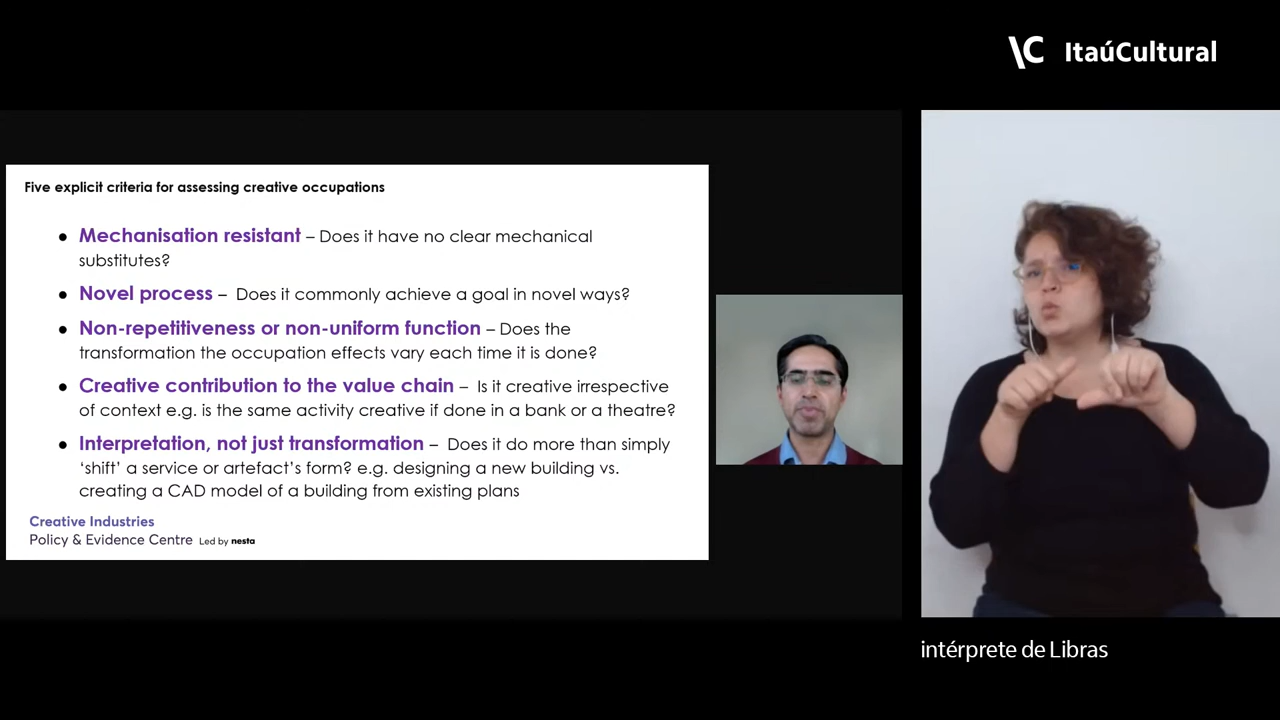 \C ItaúCultural
Five explicit criteria for assessing creative occupations
● Mechanisation resistant – Does it have no clear mechanical
substitutes?
● Novel process – Does it commonly achieve a goal in novel ways?
● Non-repetitiveness or non-uniform function – Does the
transformation the occupation effects vary each time it is done?
● Creative contribution to the value chain – Is it creative irrespective
of context e.g. is the same activity creative if done in a bank or a theatre?
● Interpretation, not just transformation – Does it do more than simply
‘shift’ a service or artefact’s form? e.g. designing a new building vs.
creating a CAD model of a building from existing plans
Creative Industries
Policy & Evidence Centre Led by nesta
intérprete de Libras